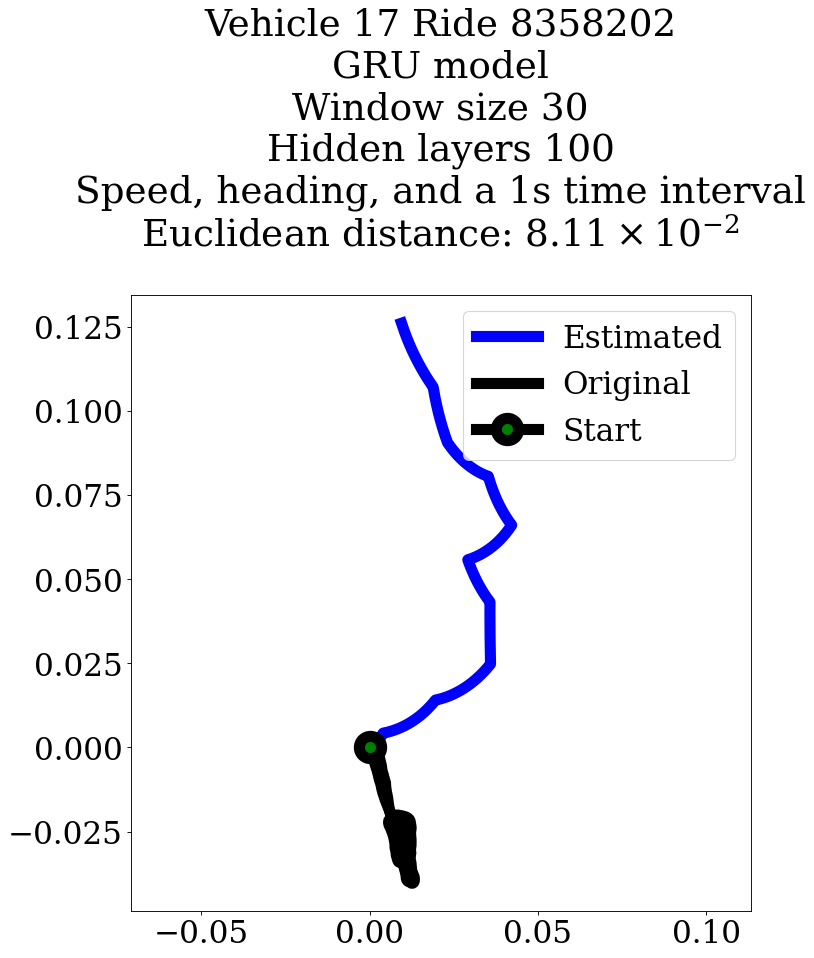 Vehicle 17 Ride 8358202
GRU model
Window size 30
Hidden layers 100
Speed, heading, and a 1s time interval
Euclidean distance: 8.11 × 10⁻²
Estimated
Original
Start
0.125
0.100
0.075
0.050
0.025
0.000
−0.025
−0.05 0.00 0.05 0.10